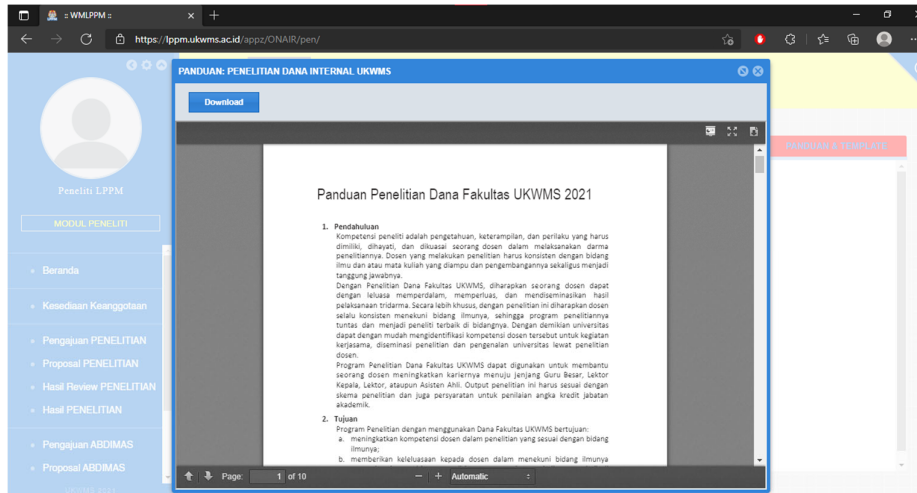 :: WMLPPM ::
https://lppm.ukwms.ac.id/appz/ONAIR/pen/
Peneliti LPPM
MODUL PENELITI
Beranda
Kesediaan Keanggotaan
Pengajuan PENELITIAN
Proposal PENELITIAN
Hasil Review PENELITIAN
Hasil PENELITIAN
Pengajuan ABDIMAS
Proposal ABDIMAS
PANDUAN: PENELITIAN DANA INTERNAL UKWMS
Download
Panduan Penelitian Dana Fakultas UKWMS 2021
1. Pendahuluan
Kompetensi peneliti adalah pengetahuan, keterampilan, dan perilaku yang harus
dimiliki, dihayati, dan dikuasai seorang dosen dalam melaksanakan darma
penelitiannya. Dosen yang melakukan penelitian harus konsisten dengan bidang
ilmu dan atau mata kuliah yang diampu dan pengembangannya sekaligus menjadi
tanggung jawabnya.
Dengan Penelitian Dana Fakultas UKWMS, diharapkan seorang dosen dapat
dengan leluasa memperdalam, memperluas, dan mendiseminasikan hasil
pelaksanaan tridarma. Secara lebih khusus, dengan penelitian ini diharapkan dosen
selalu konsisten menekuni bidang ilmunya, sehingga program penelitiannya
tuntas dan menjadi peneliti terbaik di bidangnya. Dengan demikian universitas
dapat dengan mudah mengidentifikasi kompetensi dosen tersebut untuk kegiatan
kerjasama, diseminasi penelitian dan pengenalan universitas lewat penelitian
dosen.
Program Penelitian Dana Fakultas UKWMS dapat digunakan untuk membantu
seorang dosen meningkatkan kariernya menuju jenjang Guru Besar, Lektor
Kepala, Lektor, ataupun Asisten Ahli. Output penelitian ini harus sesuai dengan
skema penelitian dan juga persyaratan untuk penilaian angka kredit jabatan
akademik.
2. Tujuan
Program Penelitian dengan menggunakan Dana Fakultas UKWMS bertujuan:
a. meningkatkan kompetensi dosen dalam penelitian yang sesuai dengan bidang
ilmunya;
b. memberikan keleluasaan kepada dosen dalam menekuni bidang ilmunya
Page: 1 of 10
Automatic
PANDUAN & TEMPLATE